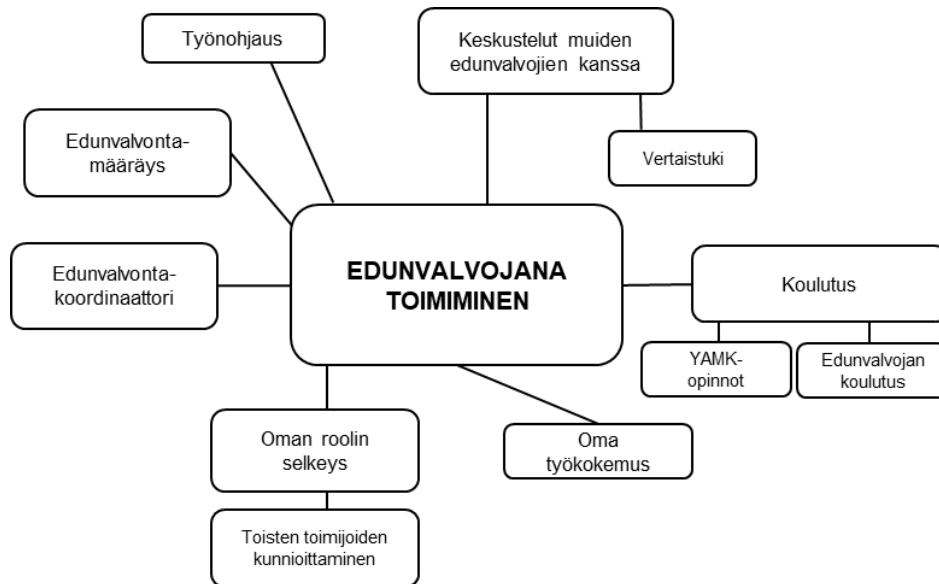 Työnohjaus
Keskustelut muiden
edunvalvojien kanssa
Edunvalvonta-
määräys
Vertaistuki
EDUNVALVOJANA
TOIMIMINEN
Edunvalvonta-
koordinaattori
Koulutus
YAMK-
opinnot
Edunvalvojan
koulutus
Oman roolin
selkeys
Oma
työkokemus
Toisten toimijoiden
kunnioittaminen